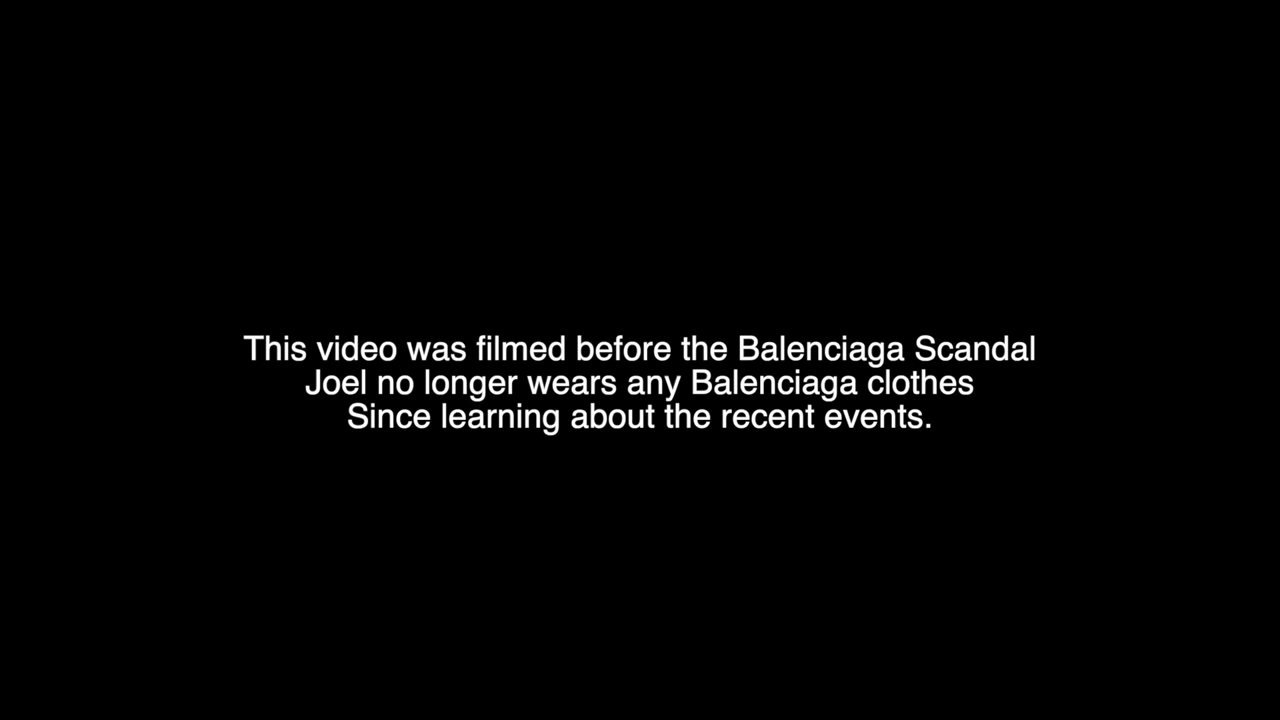 This video was filmed before the Balenciaga Scandal
Joel no longer wears any Balenciaga clothes
Since learning about the recent events.